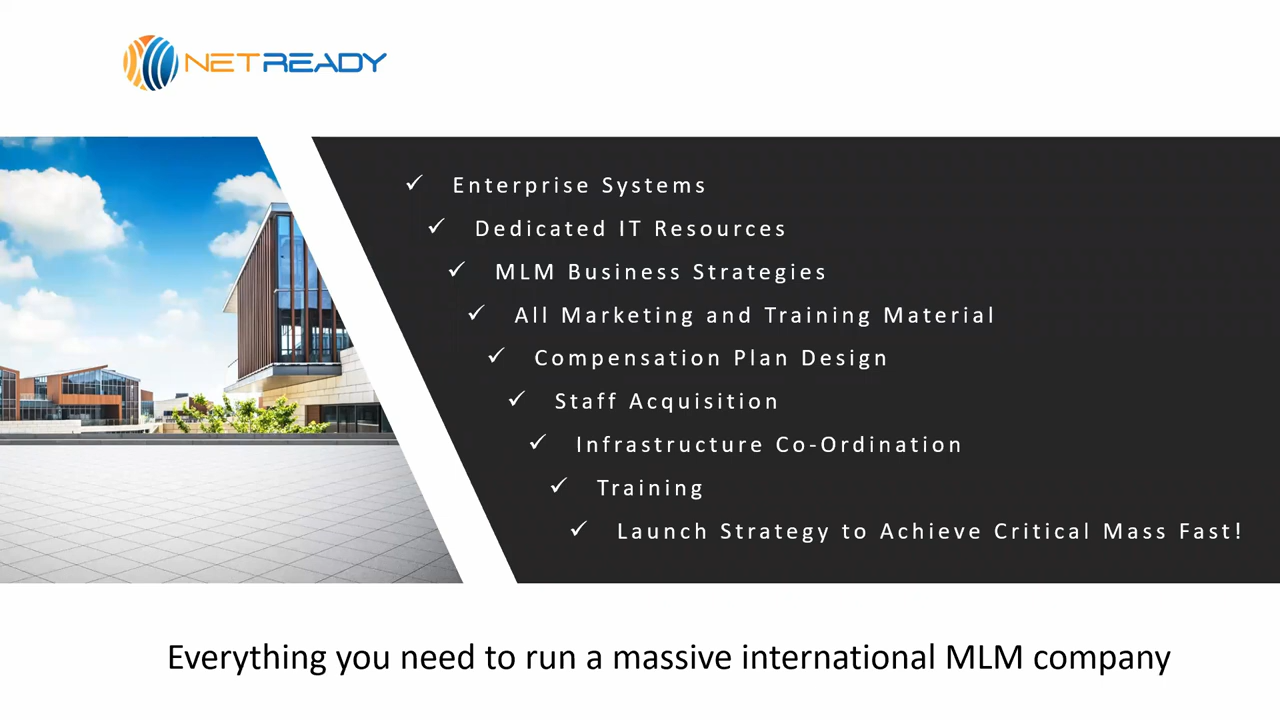 NETREADY
Enterprise Systems
Dedicated IT Resources
MLM Business Strategies
All Marketing and Training Material
Compensation Plan Design
Staff Acquisition
Infrastructure Co-Ordination
Training
Launch Strategy to Achieve Critical Mass Fast!
Everything you need to run a massive international MLM company